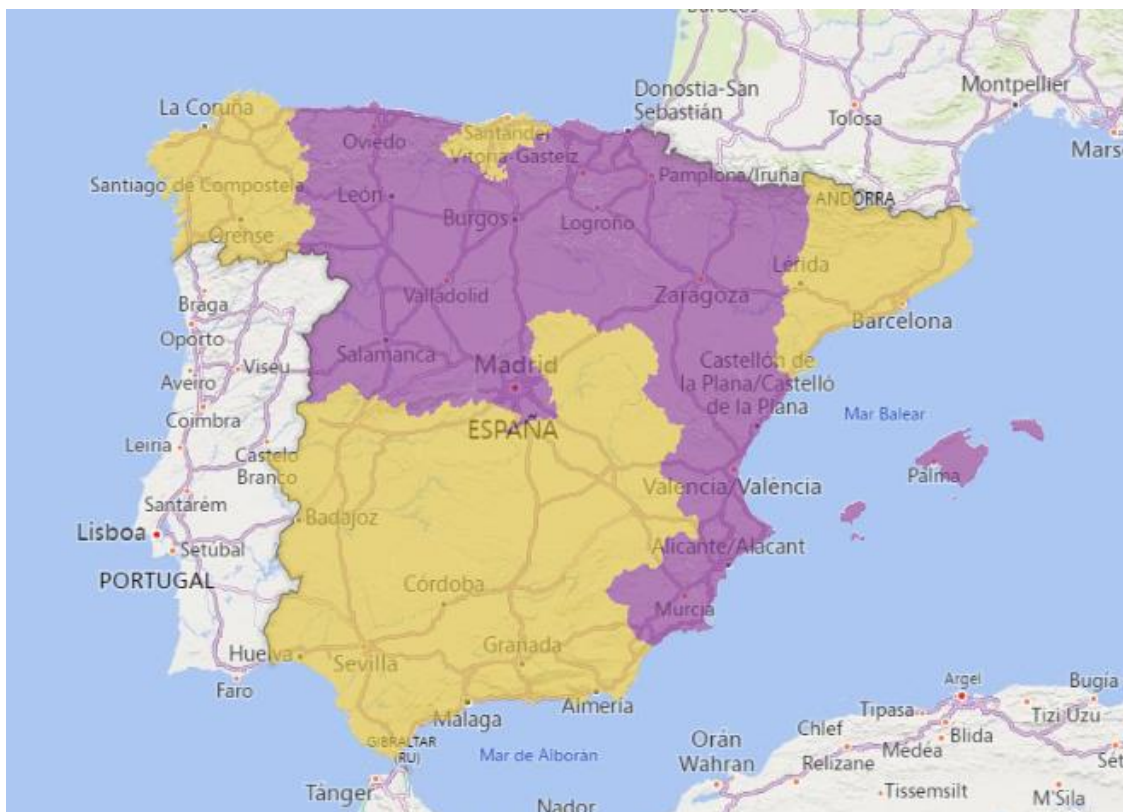 La Coruña
Oviedo
Santander
Donostia-San
Sebastián
Montpellier
Tolosa
Vitoria-Gasteiz
Santiago de Compostela
León
Pamplona/Iruña
ANDORRA
Burgos
Logroño
Orense
Lérida
Zaragoza
Braga
Valladolid
Barcelona
Oporto
Salamanca
Madrid
Castellón de
la Plana/Castelló
de la Plana
Aveiro
Viseu
Coimbra
ESPAÑA
Mar Balear
Leiria
Castelo
Branco
Palma
Valencia/València
Santarém
Badajoz
Lisboa
Setúbal
Alicante/Alacant
PORTUGAL
Córdoba
Murcia
Granada
Huelva
Sevilla
Faro
Málaga
Almería
Argel
Bugía
Tipasa
Tizi Uzu
Chlef
GIBRALTAR
(RU)
Mar de Alborán
Orán
Wahran
Medea
Blida
Relizane
Tánger
Tissemsilt
M'Sila
Nador